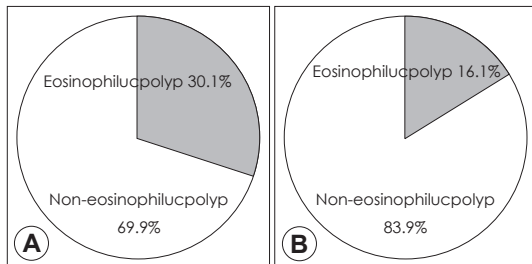 Eosinophilucpolyp 30.1%
Non-eosinophilucpolyp
69.9%
A
Eosinophilucpolyp 16.1%
Non-eosinophilucpolyp
83.9%
B